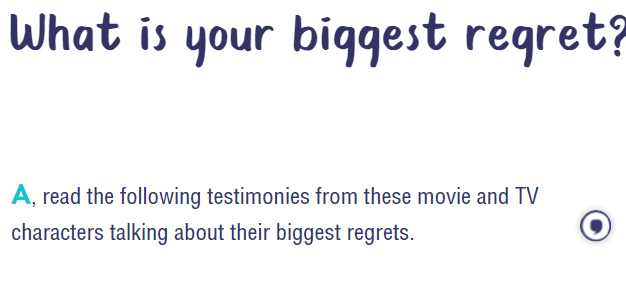 What is your biggest regret?
A, read the following testimonies from these movie and TV
characters talking about their biggest regrets.